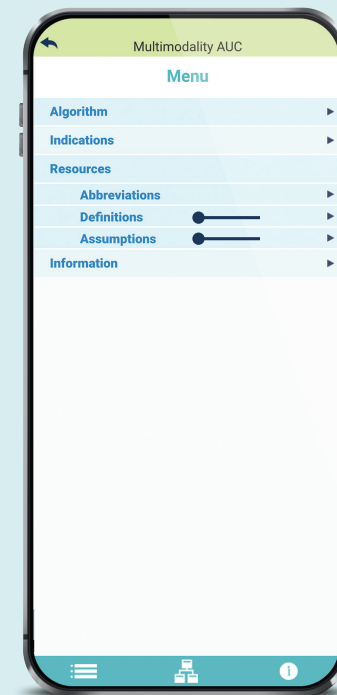 Multimodality AUC
Menu
Algorithm
Indications
Resources
Abbreviations
Definitions
Assumptions
Information